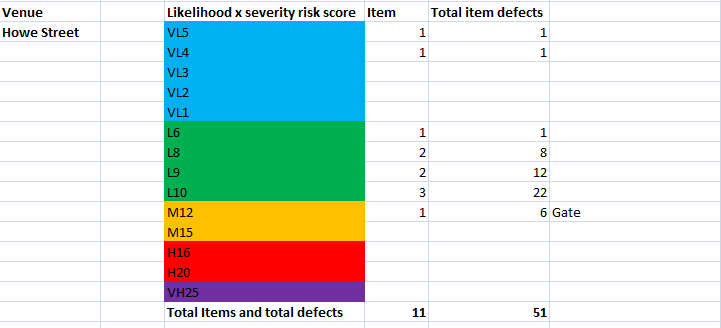 Venue Likelihood x severity risk score Item Total item defects
Howe Street VL5 1 1
VL4 1 1
VL3
VL2
VL1
L6 1 1
L8 2 8
L9 2 12
L10 3 22
M12 1 6 Gate
M15
H16
H20
VH25
Total Items and total defects 11 51